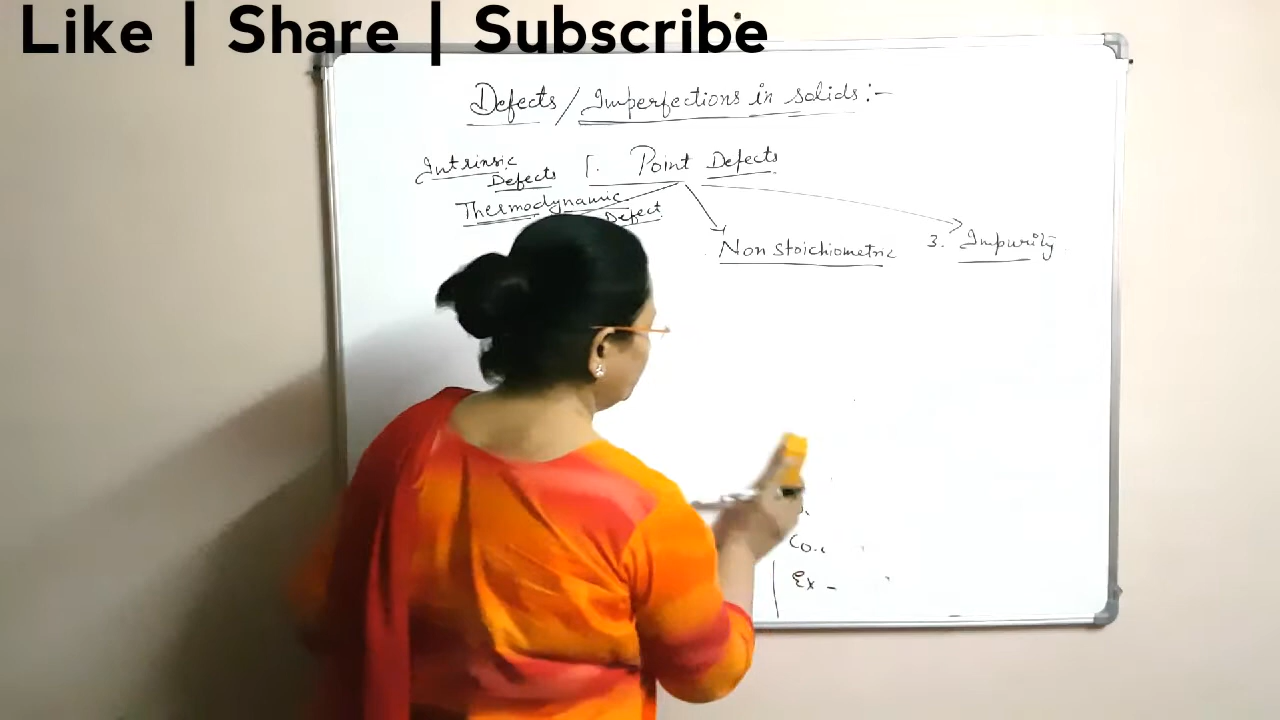 Like | Share | Subscribe
Defects / Imperfections in solids :-
Intrinsic Defects 1. Point Defects
Thermodynamic Defect
Non stoichiometric 3. Impurity
Co.
Ex -